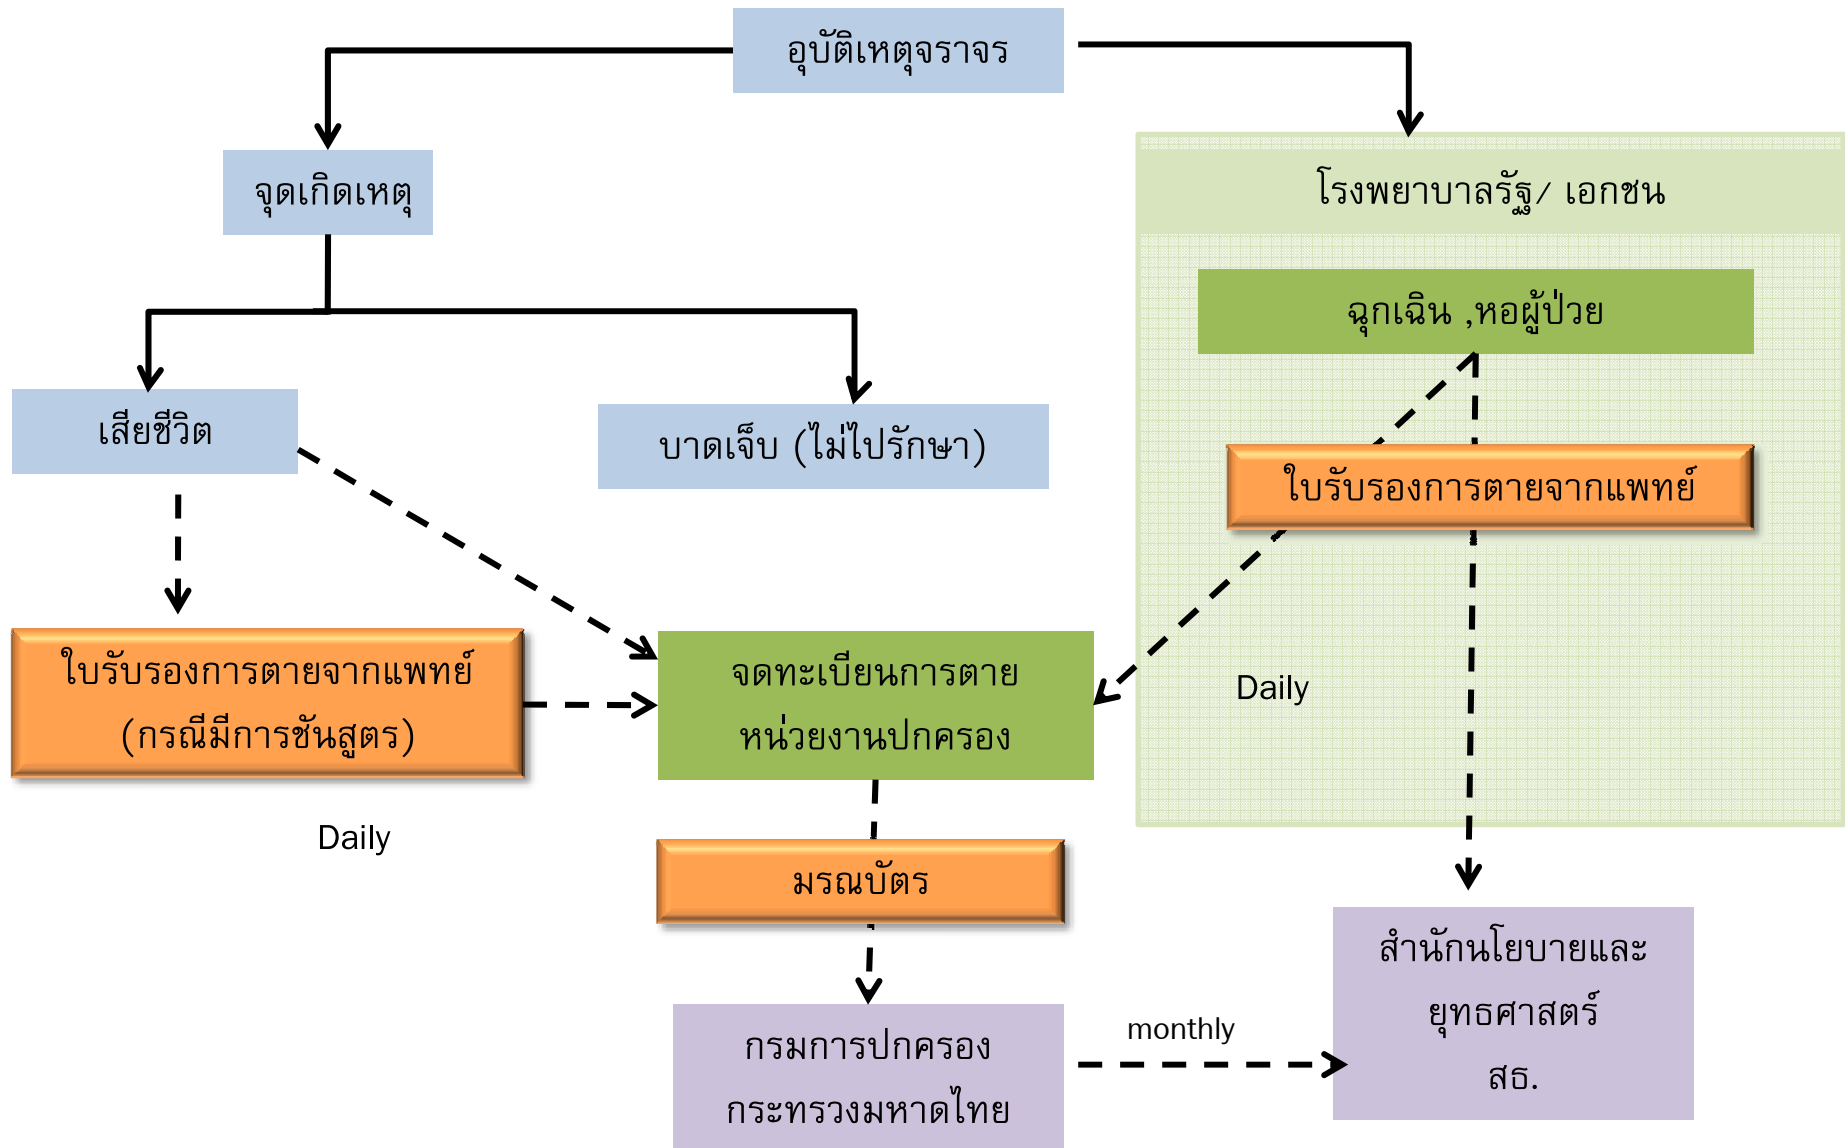 อุบัติเหตุจราจร
จุดเกิดเหตุ
โรงพยาบาลรัฐ/ เอกชน
ฉุกเฉิน ,หอผู้ป่วย
เสียชีวิต
บาดเจ็บ (ไม่ไปรักษา)
ใบรับรองการตายจากแพทย์
ใบรับรองการตายจากแพทย์
(กรณีมีการชันสูตร)
จดทะเบียนการตาย
หน่วยงานปกครอง
Daily
Daily
มรณบัตร
สำนักนโยบายและ
ยุทธศาสตร์
สธ.
กรมการปกครอง
กระทรวงมหาดไทย
monthly